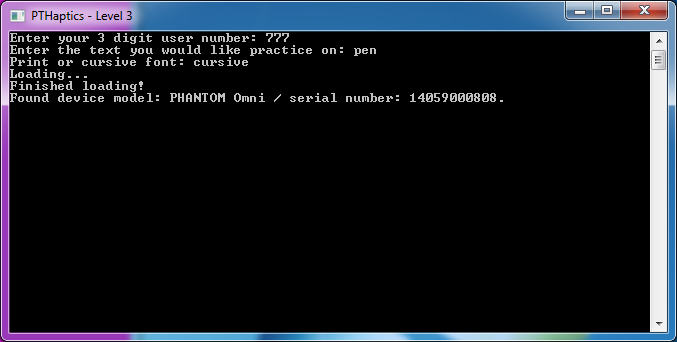 PTHaptics - Level 3
Enter your 3 digit user number: 777
Enter the text you would like practice on: pen
Print or cursive font: cursive
Loading...
Finished loading!
Found device model: PHANTOM Omni / serial number: 14059000808.